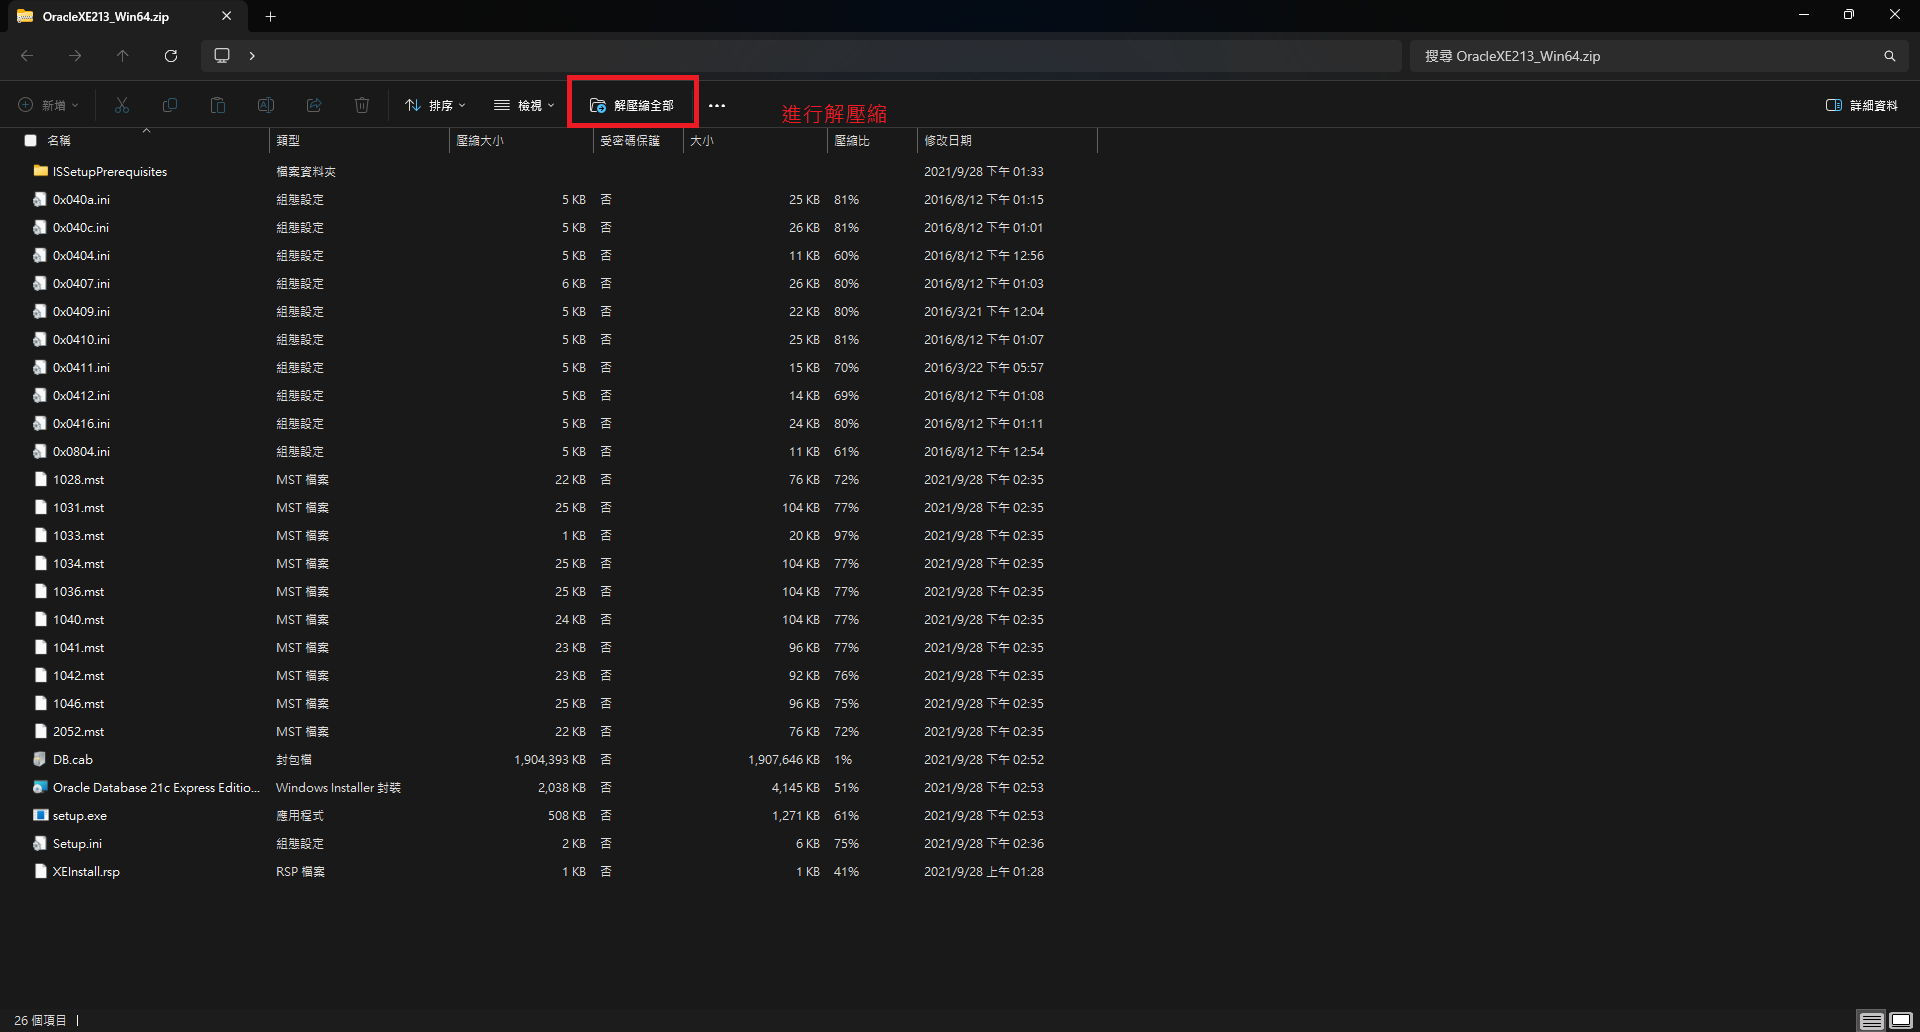 OracleXE213_Win64.zip
搜尋 OracleXE213_Win64.zip
新增 排序 檢視 解壓縮全部 ••• 詳細資料
進行解壓縮
名稱 類型 壓縮大小 受密碼保護 大小 壓縮比 修改日期
ISSetupPrerequisites 檔案資料夾 2021/9/28 下午 01:33
0x040a.ini 組態設定 5 KB 否 25 KB 81% 2016/8/12 下午 01:15
0x040c.ini 組態設定 5 KB 否 26 KB 81% 2016/8/12 下午 01:01
0x0404.ini 組態設定 5 KB 否 11 KB 60% 2016/8/12 下午 12:56
0x0407.ini 組態設定 6 KB 否 26 KB 80% 2016/8/12 下午 01:03
0x0409.ini 組態設定 5 KB 否 22 KB 80% 2016/3/21 下午 12:04
0x0410.ini 組態設定 5 KB 否 25 KB 81% 2016/8/12 下午 01:07
0x0411.ini 組態設定 5 KB 否 15 KB 70% 2016/3/22 下午 05:57
0x0412.ini 組態設定 5 KB 否 14 KB 69% 2016/8/12 下午 01:08
0x0416.ini 組態設定 5 KB 否 24 KB 80% 2016/8/12 下午 01:11
0x0804.ini 組態設定 5 KB 否 11 KB 61% 2016/8/12 下午 12:54
1028.mst MST 檔案 22 KB 否 76 KB 72% 2021/9/28 下午 02:35
1031.mst MST 檔案 25 KB 否 104 KB 77% 2021/9/28 下午 02:35
1033.mst MST 檔案 1 KB 否 20 KB 97% 2021/9/28 下午 02:35
1034.mst MST 檔案 25 KB 否 104 KB 77% 2021/9/28 下午 02:35
1036.mst MST 檔案 25 KB 否 104 KB 77% 2021/9/28 下午 02:35
1040.mst MST 檔案 24 KB 否 104 KB 77% 2021/9/28 下午 02:35
1041.mst MST 檔案 23 KB 否 96 KB 77% 2021/9/28 下午 02:35
1042.mst MST 檔案 23 KB 否 92 KB 76% 2021/9/28 下午 02:35
1046.mst MST 檔案 25 KB 否 96 KB 75% 2021/9/28 下午 02:35
2052.mst MST 檔案 22 KB 否 76 KB 72% 2021/9/28 下午 02:35
DB.cab 封包檔 1,904,393 KB 否 1,907,646 KB 1% 2021/9/28 下午 02:52
Oracle Database 21c Express Editio... Windows Installer 封裝 2,038 KB 否 4,145 KB 51% 2021/9/28 下午 02:53
setup.exe 應用程式 508 KB 否 1,271 KB 61% 2021/9/28 下午 02:53
Setup.ini 組態設定 2 KB 否 6 KB 75% 2021/9/28 下午 02:36
XEInstall.rsp RSP 檔案 1 KB 否 1 KB 41% 2021/9/28 上午 01:28
26 個項目